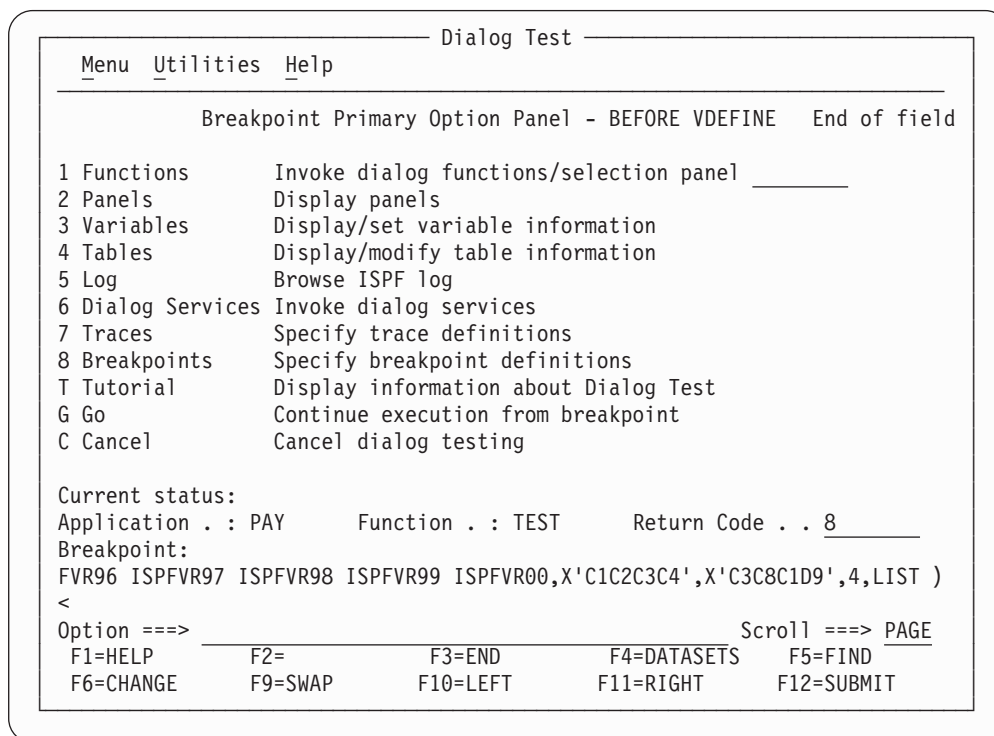 Dialog Test
Menu Utilities Help
Breakpoint Primary Option Panel - BEFORE VDEFINE End of field
1 Functions Invoke dialog functions/selection panel
2 Panels Display panels
3 Variables Display/set variable information
4 Tables Display/modify table information
5 Log Browse ISPF log
6 Dialog Services Invoke dialog services
7 Traces Specify trace definitions
8 Breakpoints Specify breakpoint definitions
T Tutorial Display information about Dialog Test
G Go Continue execution from breakpoint
C Cancel Cancel dialog testing
Current status:
Application . : PAY Function . : TEST Return Code . . 8
Breakpoint:
FVR96 ISPFVR97 ISPFVR98 ISPFVR99 ISPFVR00,X'C1C2C3C4',X'C3C8C1D9',4,LIST )
<
Option ===> Scroll ===> PAGE
F1=HELP F2= F3=END F4=DATASETS F5=FIND
F6=CHANGE F9=SWAP F10=LEFT F11=RIGHT F12=SUBMIT